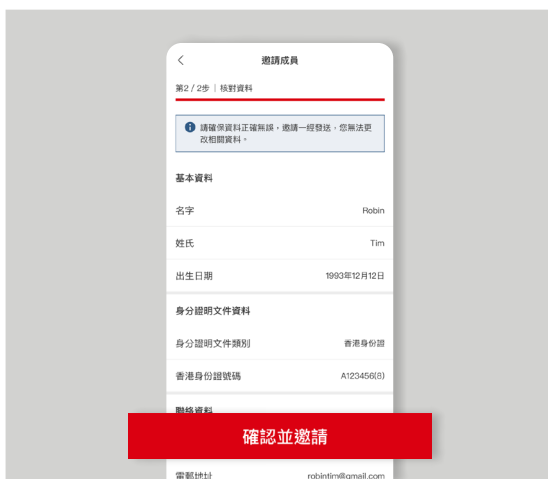 邀請成員
第2 / 2步｜核對資料
請確保資料正確無誤，邀請一經發送，您無法更
改相關資料。
基本資料
名字 Robin
姓氏 Tim
出生日期 1993年12月12日
身分證明文件資料
身分證明文件類別 香港身份證
香港身份證號碼 A123456(8)
聯絡資料
確認並邀請
電郵地址 robintim@gmail.com